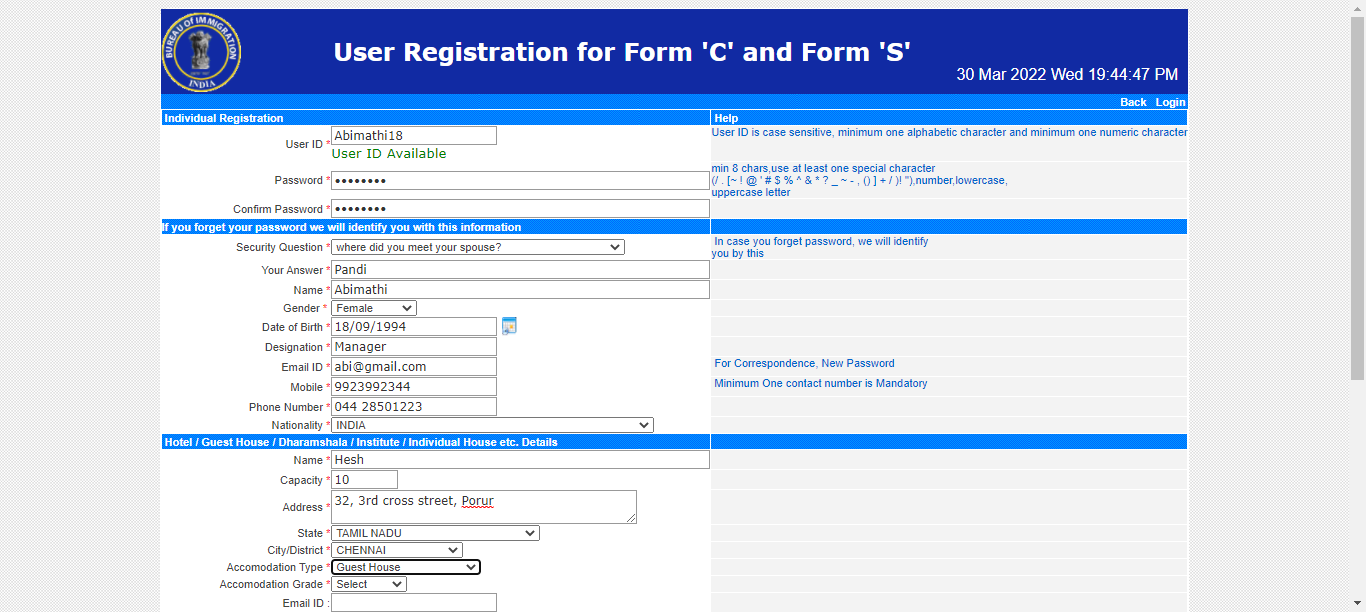 BUREAU OF IMMIGRATION
INDIA
User Registration for Form 'C' and Form 'S'
30 Mar 2022 Wed 19:44:47 PM
Back Login
Individual Registration Help
User ID * Abimathi18 User ID is case sensitive, minimum one alphabetic character and minimum one numeric character
User ID Available
min 8 chars,use at least one special character
Password * •••••••• (/ . [~ ! @ ' # $ % ^ & * ? _ ~ - , () ] + / )! "),number,lowercase,
uppercase letter
Confirm Password * ••••••••
If you forget your password we will identify you with this information
Security Question * where did you meet your spouse? In case you forget password, we will identify
you by this
Your Answer * Pandi
Name * Abimathi
Gender * Female
Date of Birth * 18/09/1994
Designation * Manager
Email ID * abi@gmail.com For Correspondence, New Password
Mobile * 9923992344 Minimum One contact number is Mandatory
Phone Number * 044 28501223
Nationality * INDIA
Hotel / Guest House / Dharamshala / Institute / Individual House etc. Details
Name * Hesh
Capacity * 10
Address * 32, 3rd cross street, Porur
State * TAMIL NADU
City/District * CHENNAI
Accomodation Type * Guest House
Accomodation Grade * Select
Email ID :